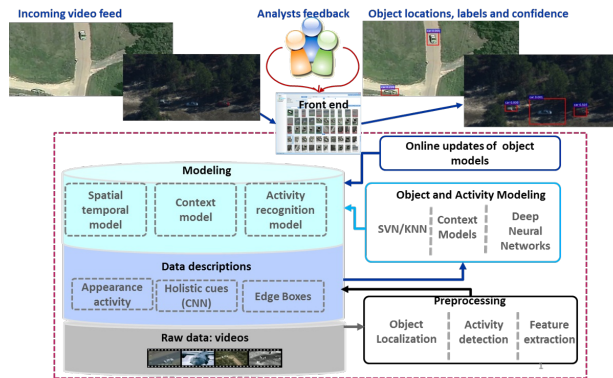 Incoming video feed
Analysts feedback
Object locations, labels and confidence
Front end
Online updates of object
models
Modeling
Spatial
temporal
model
Context
model
Activity
recognition
model
Object and Activity Modeling
SVN/KNN
Context
Models
Deep
Neural
Networks
Data descriptions
Appearance
activity
Holistic cues
(CNN)
Edge Boxes
Preprocessing
Object
Localization
Activity
detection
Feature
extraction
Raw data: videos
1